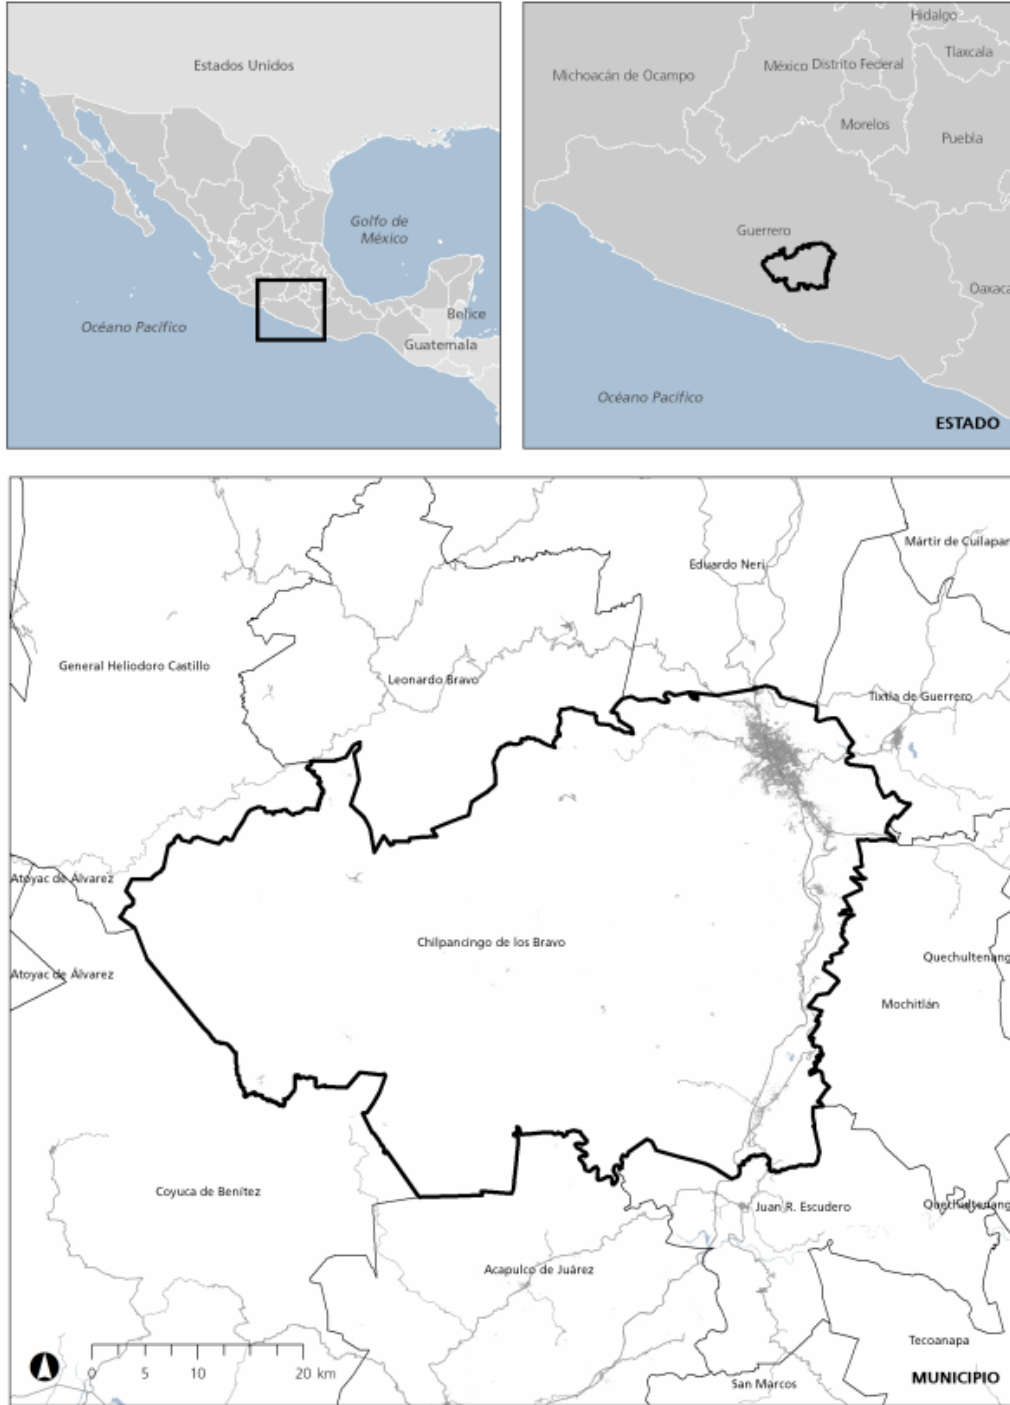 Estados Unidos
Golfo de
México
Océano Pacífico
Belice
Guatemala
Hidalgo
Tlaxcala
México
Distrito Federal
Michoacán de Ocampo
Morelos
Puebla
Guerrero
Oaxaca
Océano Pacífico
ESTADO
Mártir de Cuilapan
Eduardo Neri
General Heliodoro Castillo
Leonardo Bravo
Tixtla de Guerrero
Atoyac de Álvarez
Chilpancingo de los Bravo
Quechultenang
Atoyac de Álvarez
Mochitlán
Coyuca de Benítez
Quechultenang
Juan R. Escudero
Acapulco de Juárez
Tecoanapa
0 5 10 20 km
San Marcos
MUNICIPIO